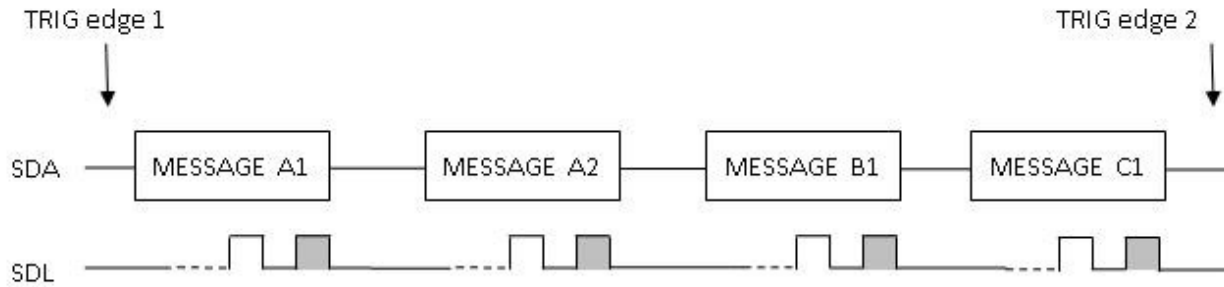 TRIG edge 1
TRIG edge 2
SDA
MESSAGE A1
MESSAGE A2
MESSAGE B1
MESSAGE C1
SDL